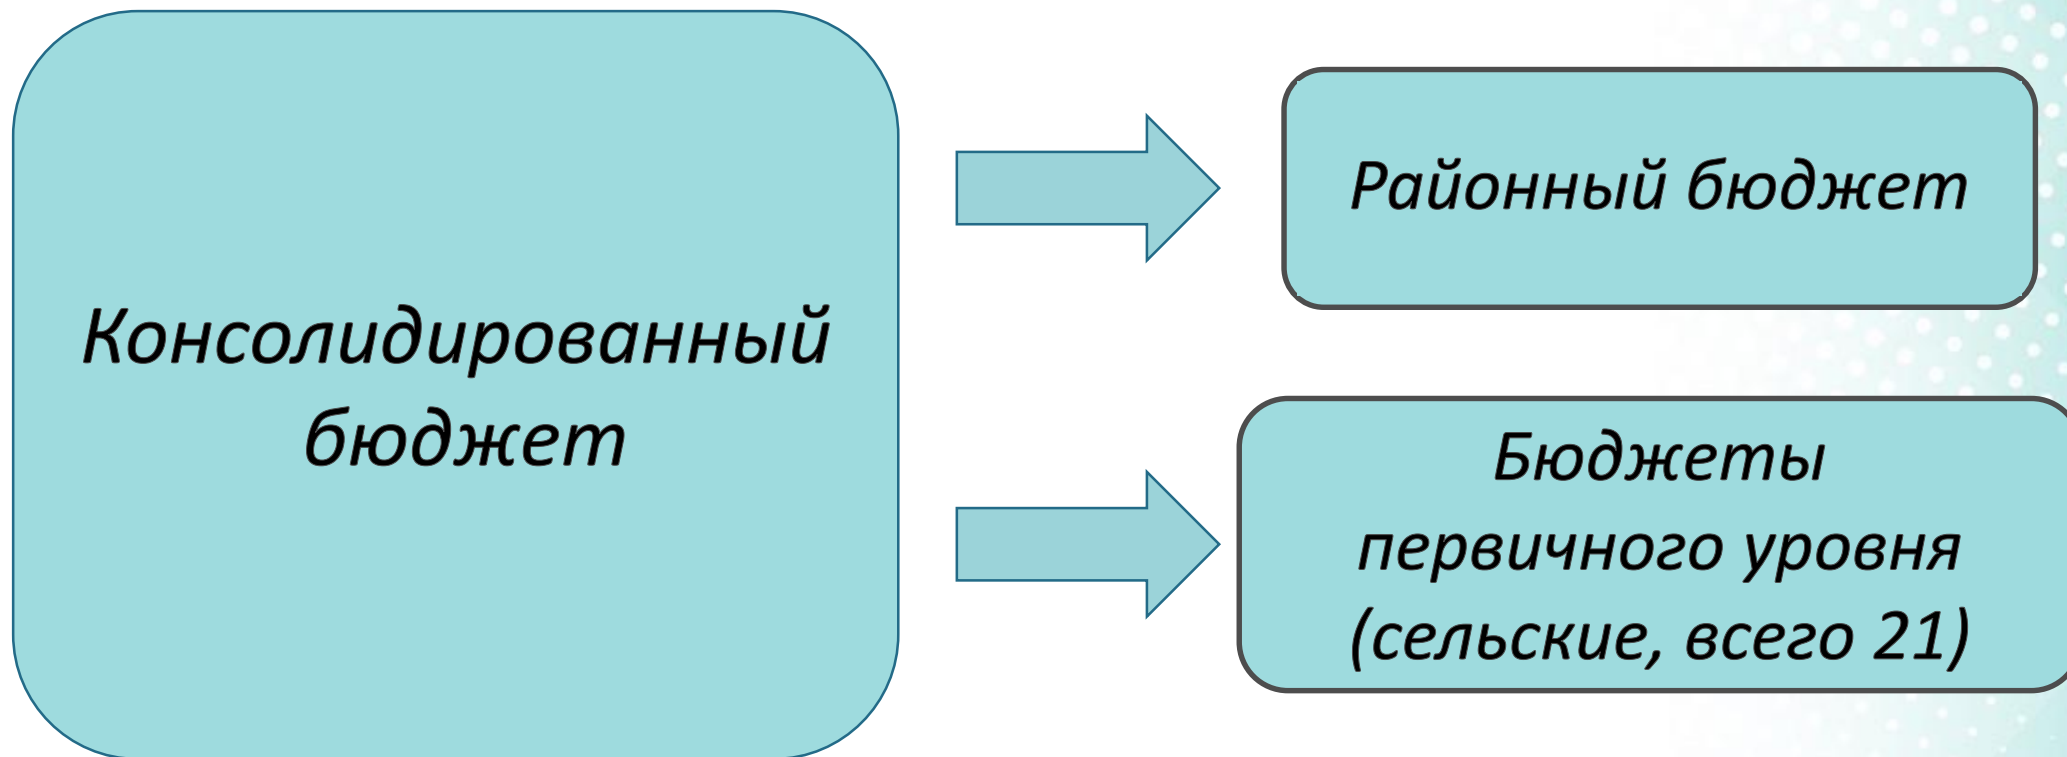 Консолидированный
бюджет
Районный бюджет
Бюджеты
первичного уровня
(сельские, всего 21)